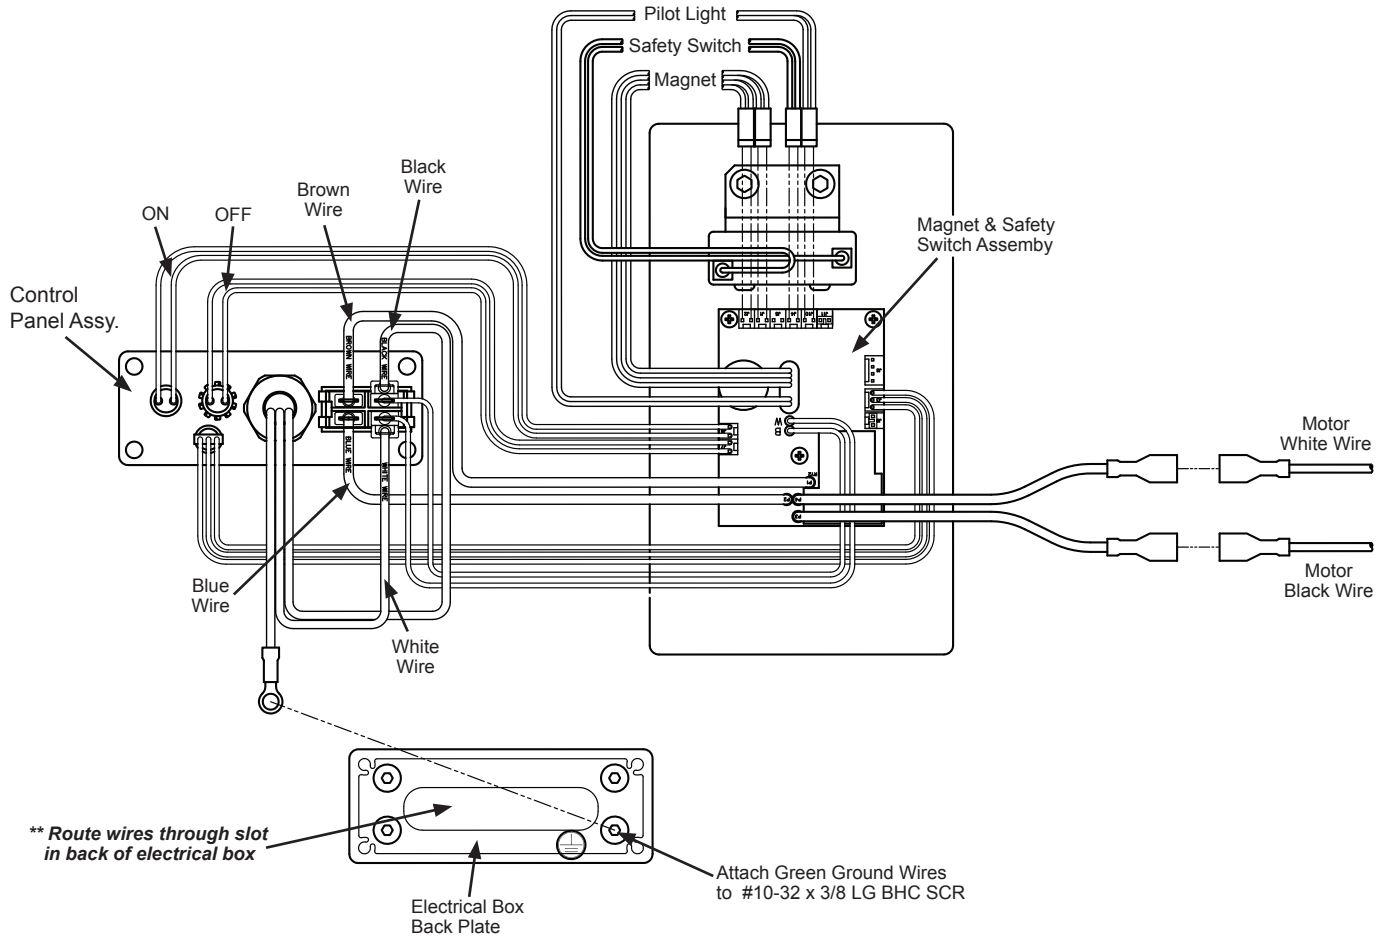 Pilot Light
Safety Switch
Magnet
Black
Wire
Brown
Wire
ON
OFF
Magnet & Safety
Switch Assemby
Control
Panel Assy.
BROWN WIRE
BLACK WIRE
BLUE WIRE
WHITE WIRE
W
B
Motor
White Wire
Motor
Black Wire
Blue
Wire
White
Wire
** Route wires through slot
in back of electrical box
Attach Green Ground Wires
to #10-32 x 3/8 LG BHC SCR
Electrical Box
Back Plate